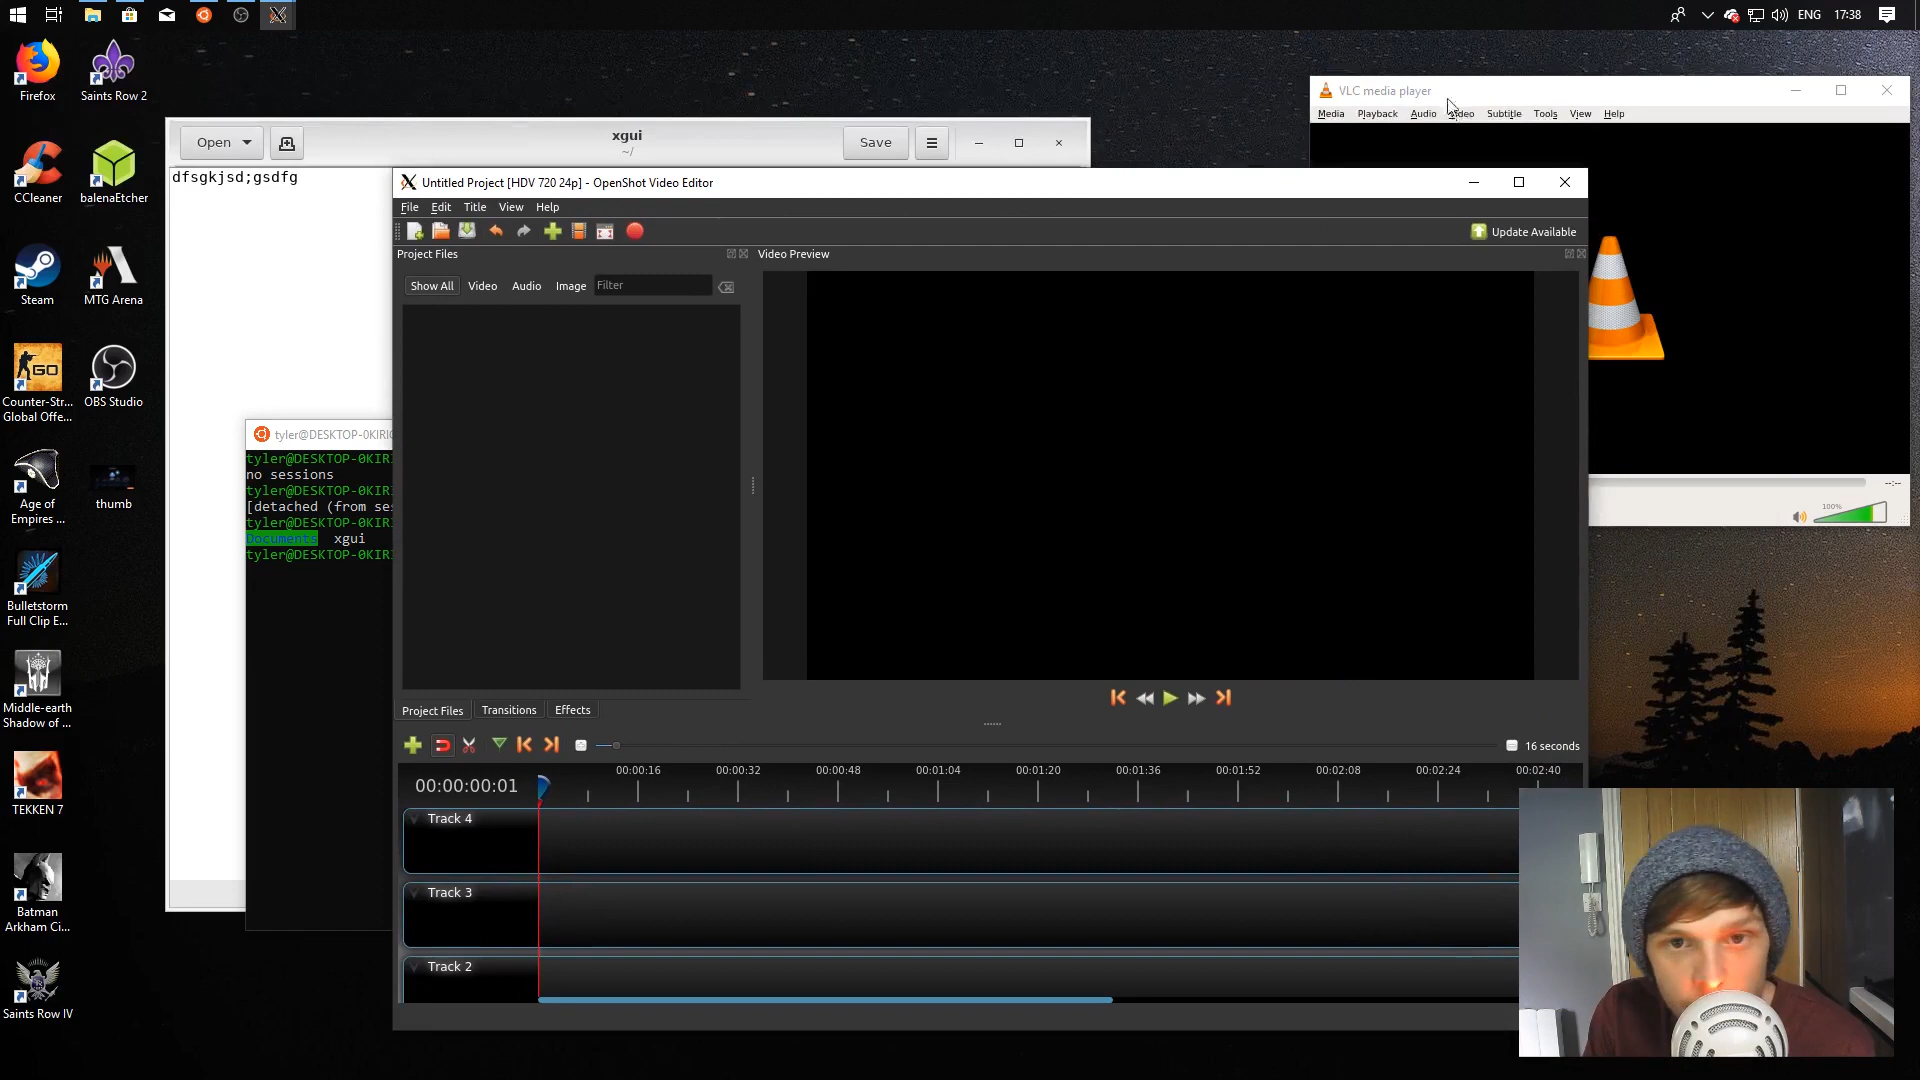 ENG
17:38
Firefox
Saints Row 2
CCleaner
balenaEtcher
Steam
MTG Arena
GO
Counter-Str...
Global Offe...
OBS Studio
Age of
Empires ...
thumb
Bulletstorm
Full Clip E...
Middle-earth
Shadow of ...
TEKKEN 7
Batman
Arkham Ci...
Saints Row IV
Open
xgui
~/
Save
dfsgkjsd;gsdfg
VLC media player
Media Playback Audio Video Subtitle Tools View Help
--:--
100%
tyler@DESKTOP-0KIRI
tyler@DESKTOP-0KIRI
no sessions
tyler@DESKTOP-0KIRI
[detached (from ses
tyler@DESKTOP-0KIRI
Documents xgui
tyler@DESKTOP-0KIRI
Untitled Project [HDV 720 24p] - OpenShot Video Editor
File Edit Title View Help
Update Available
Project Files
Video Preview
Show All Video Audio Image Filter
Project Files Transitions Effects
16 seconds
00:00:00:01
00:00:16 00:00:32 00:00:48 00:01:04 00:01:20 00:01:36 00:01:52 00:02:08 00:02:24 00:02:40
Track 4
Track 3
Track 2